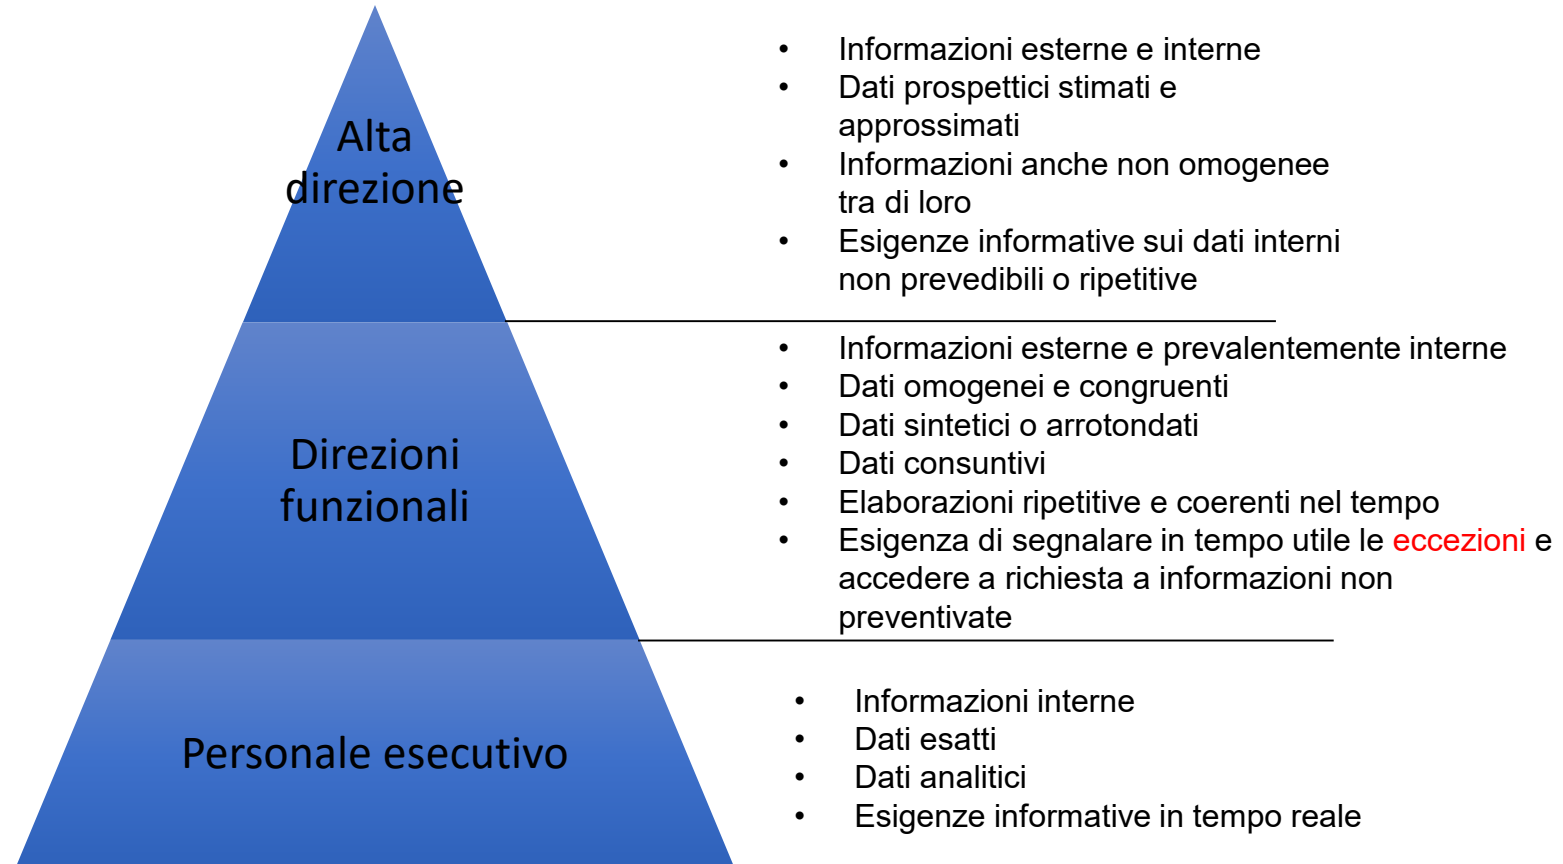 Alta
direzione
• Informazioni esterne e interne
• Dati prospettici stimati e
approssimati
• Informazioni anche non omogenee
tra di loro
• Esigenze informative sui dati interni
non prevedibili o ripetitive
Direzioni
funzionali
• Informazioni esterne e prevalentemente interne
• Dati omogenei e congruenti
• Dati sintetici o arrotondati
• Dati consuntivi
• Elaborazioni ripetitive e coerenti nel tempo
• Esigenza di segnalare in tempo utile le eccezioni e
accedere a richiesta a informazioni non
preventivate
Personale esecutivo
• Informazioni interne
• Dati esatti
• Dati analitici
• Esigenze informative in tempo reale